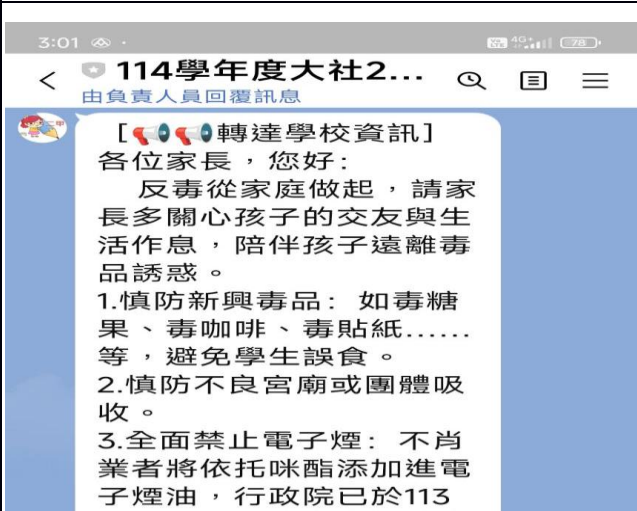 3:01
4G+ 78
114學年度大社2...
由負責人員回覆訊息
[📢📢轉達學校資訊]
各位家長，您好:
反毒從家庭做起，請家
長多關心孩子的交友與生
活作息，陪伴孩子遠離毒
品誘惑。
1.慎防新興毒品: 如毒糖
果、毒咖啡、毒貼紙......
等，避免學生誤食。
2.慎防不良宮廟或團體吸
收。
3.全面禁止電子煙: 不肖
業者將依托咪酯添加進電
子煙油，行政院已於113